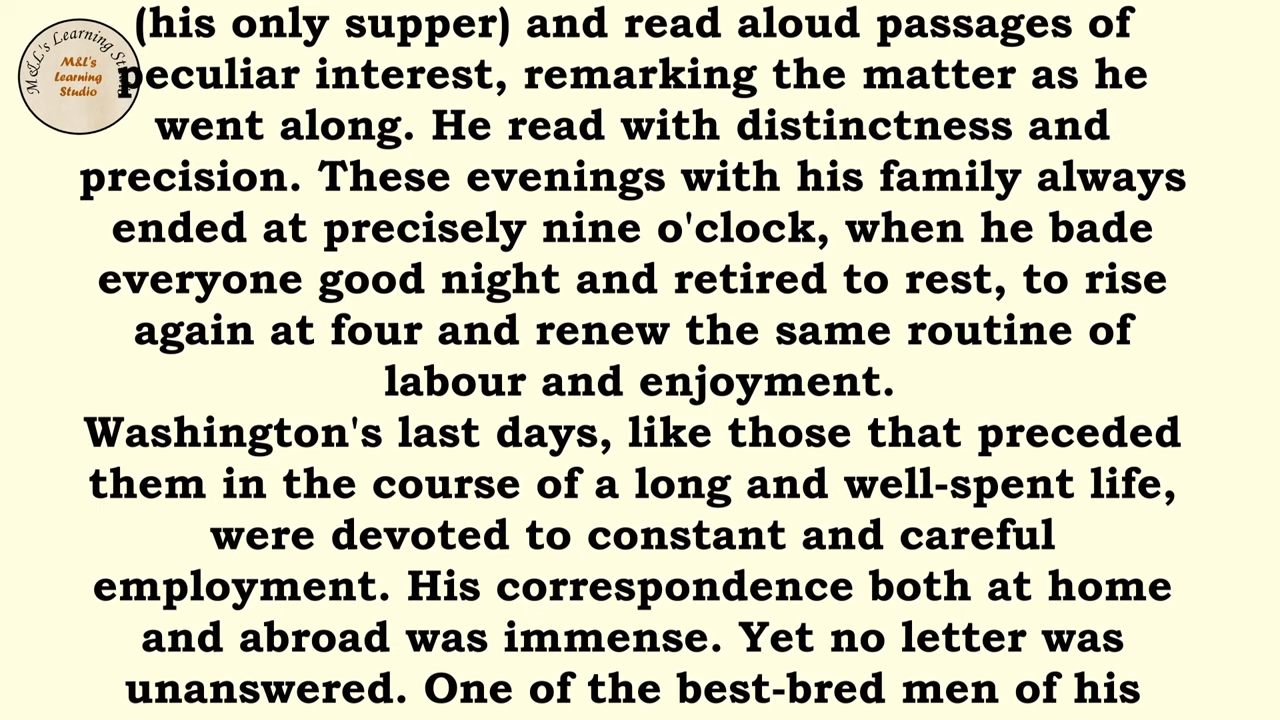 (his only supper) and read aloud passages of
peculiar interest, remarking the matter as he
went along. He read with distinctness and
precision. These evenings with his family always
ended at precisely nine o'clock, when he bade
everyone good night and retired to rest, to rise
again at four and renew the same routine of
labour and enjoyment.
Washington's last days, like those that preceded
them in the course of a long and well-spent life,
were devoted to constant and careful
employment. His correspondence both at home
and abroad was immense. Yet no letter was
unanswered. One of the best-bred men of his
M&L's Learning
M&L's
Learning
Studio